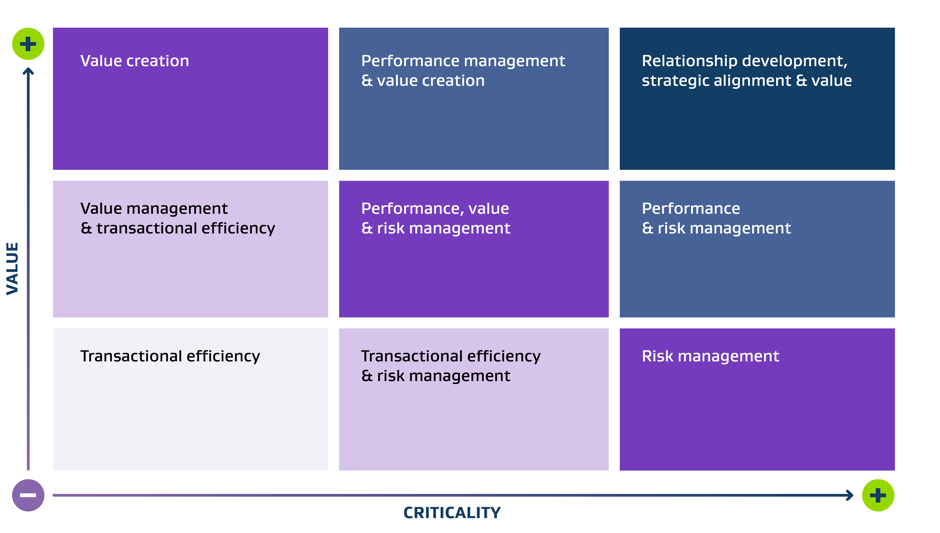 Value creation
Performance management
& value creation
Relationship development,
strategic alignment & value
Value management
& transactional efficiency
Performance, value
& risk management
Performance
& risk management
Transactional efficiency
Transactional efficiency
& risk management
Risk management
VALUE
CRITICALITY